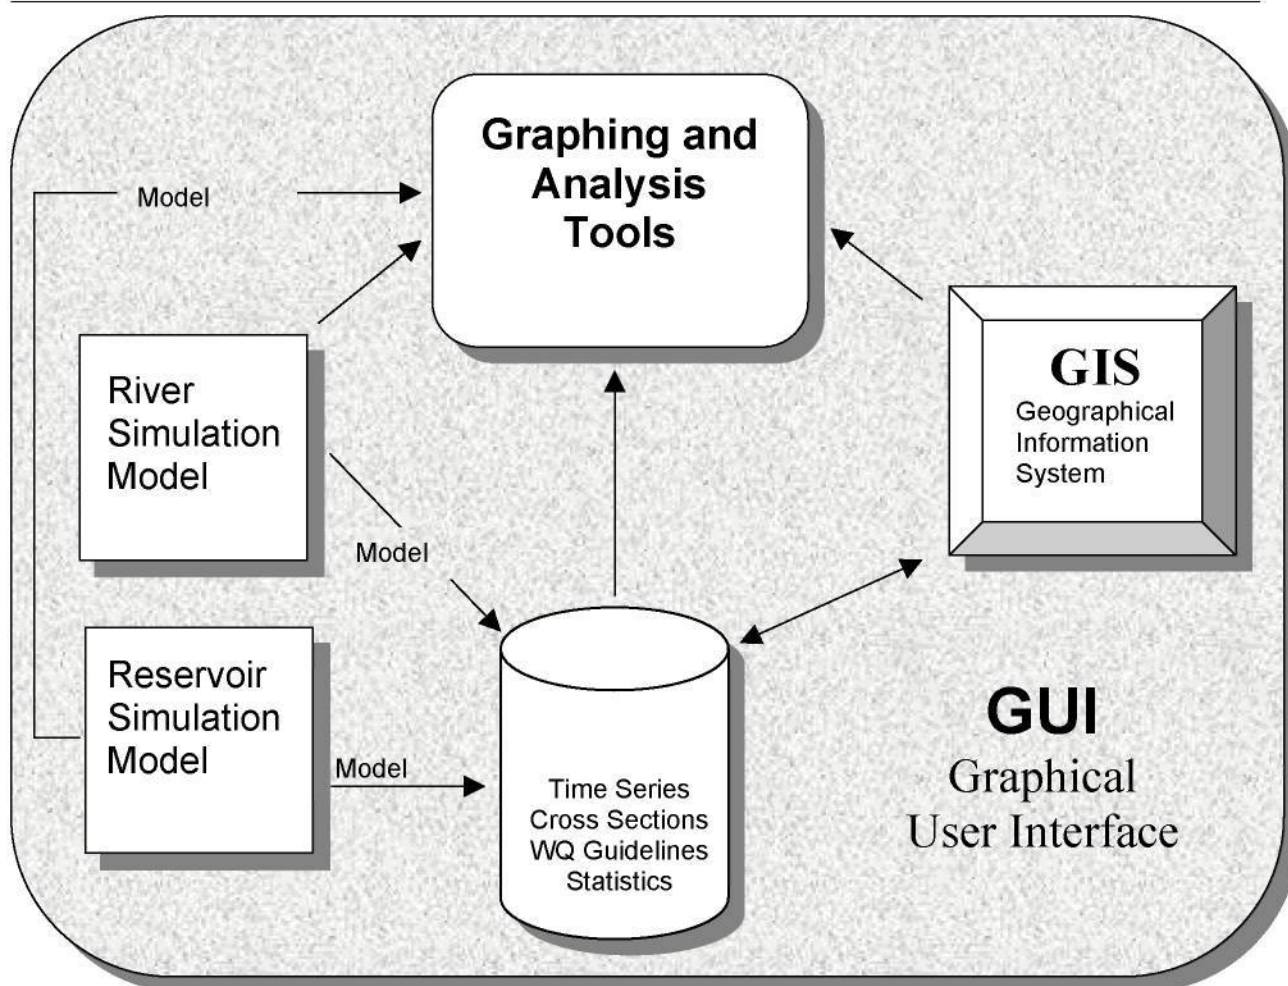 Graphing and
Analysis
Tools
Model
River
Simulation
Model
GIS
Geographical
Information
System
Model
Reservoir
Simulation
Model
Model
Time Series
Cross Sections
WQ Guidelines
Statistics
GUI
Graphical
User Interface